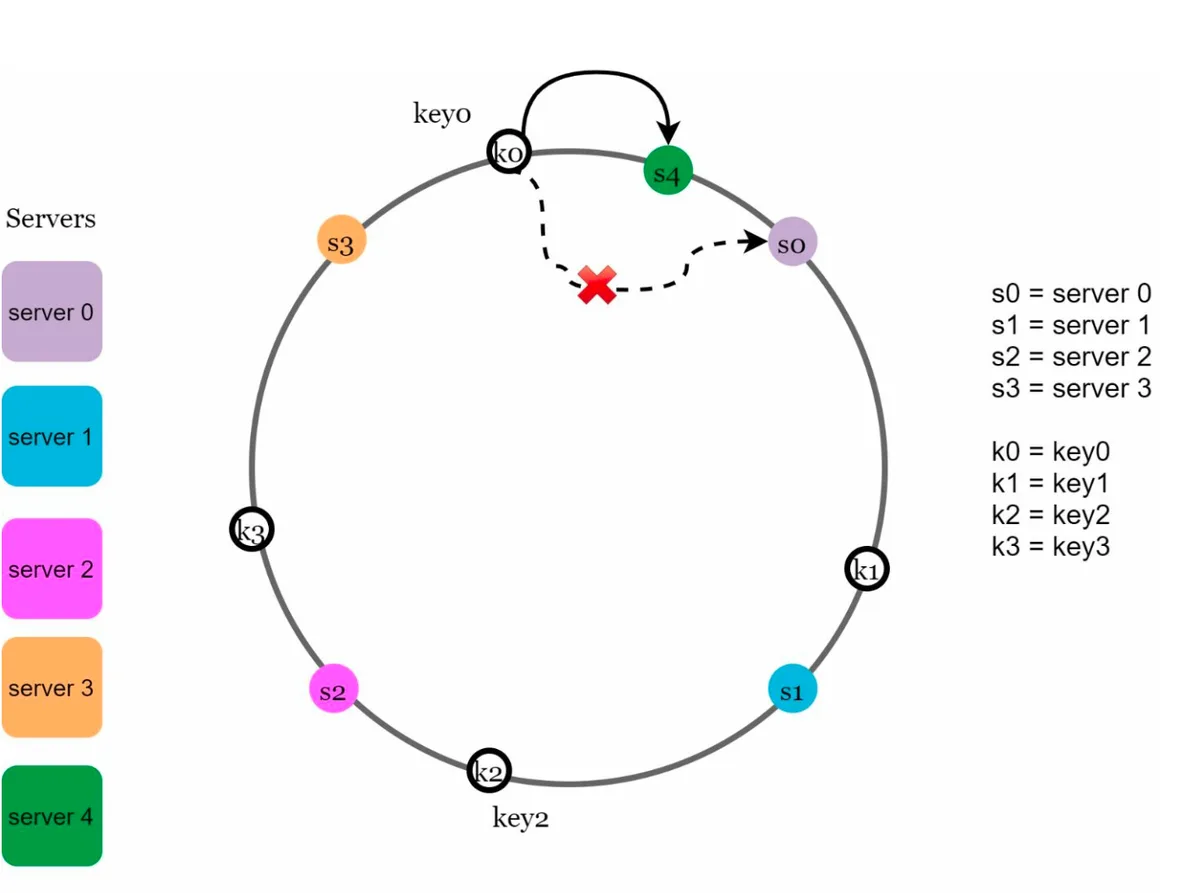 key0
k0
s4
s3
s0
Servers
server 0
server 1
server 2
server 3
server 4
k3
k1
s2
s1
k2
key2
s0 = server 0
s1 = server 1
s2 = server 2
s3 = server 3
k0 = key0
k1 = key1
k2 = key2
k3 = key3